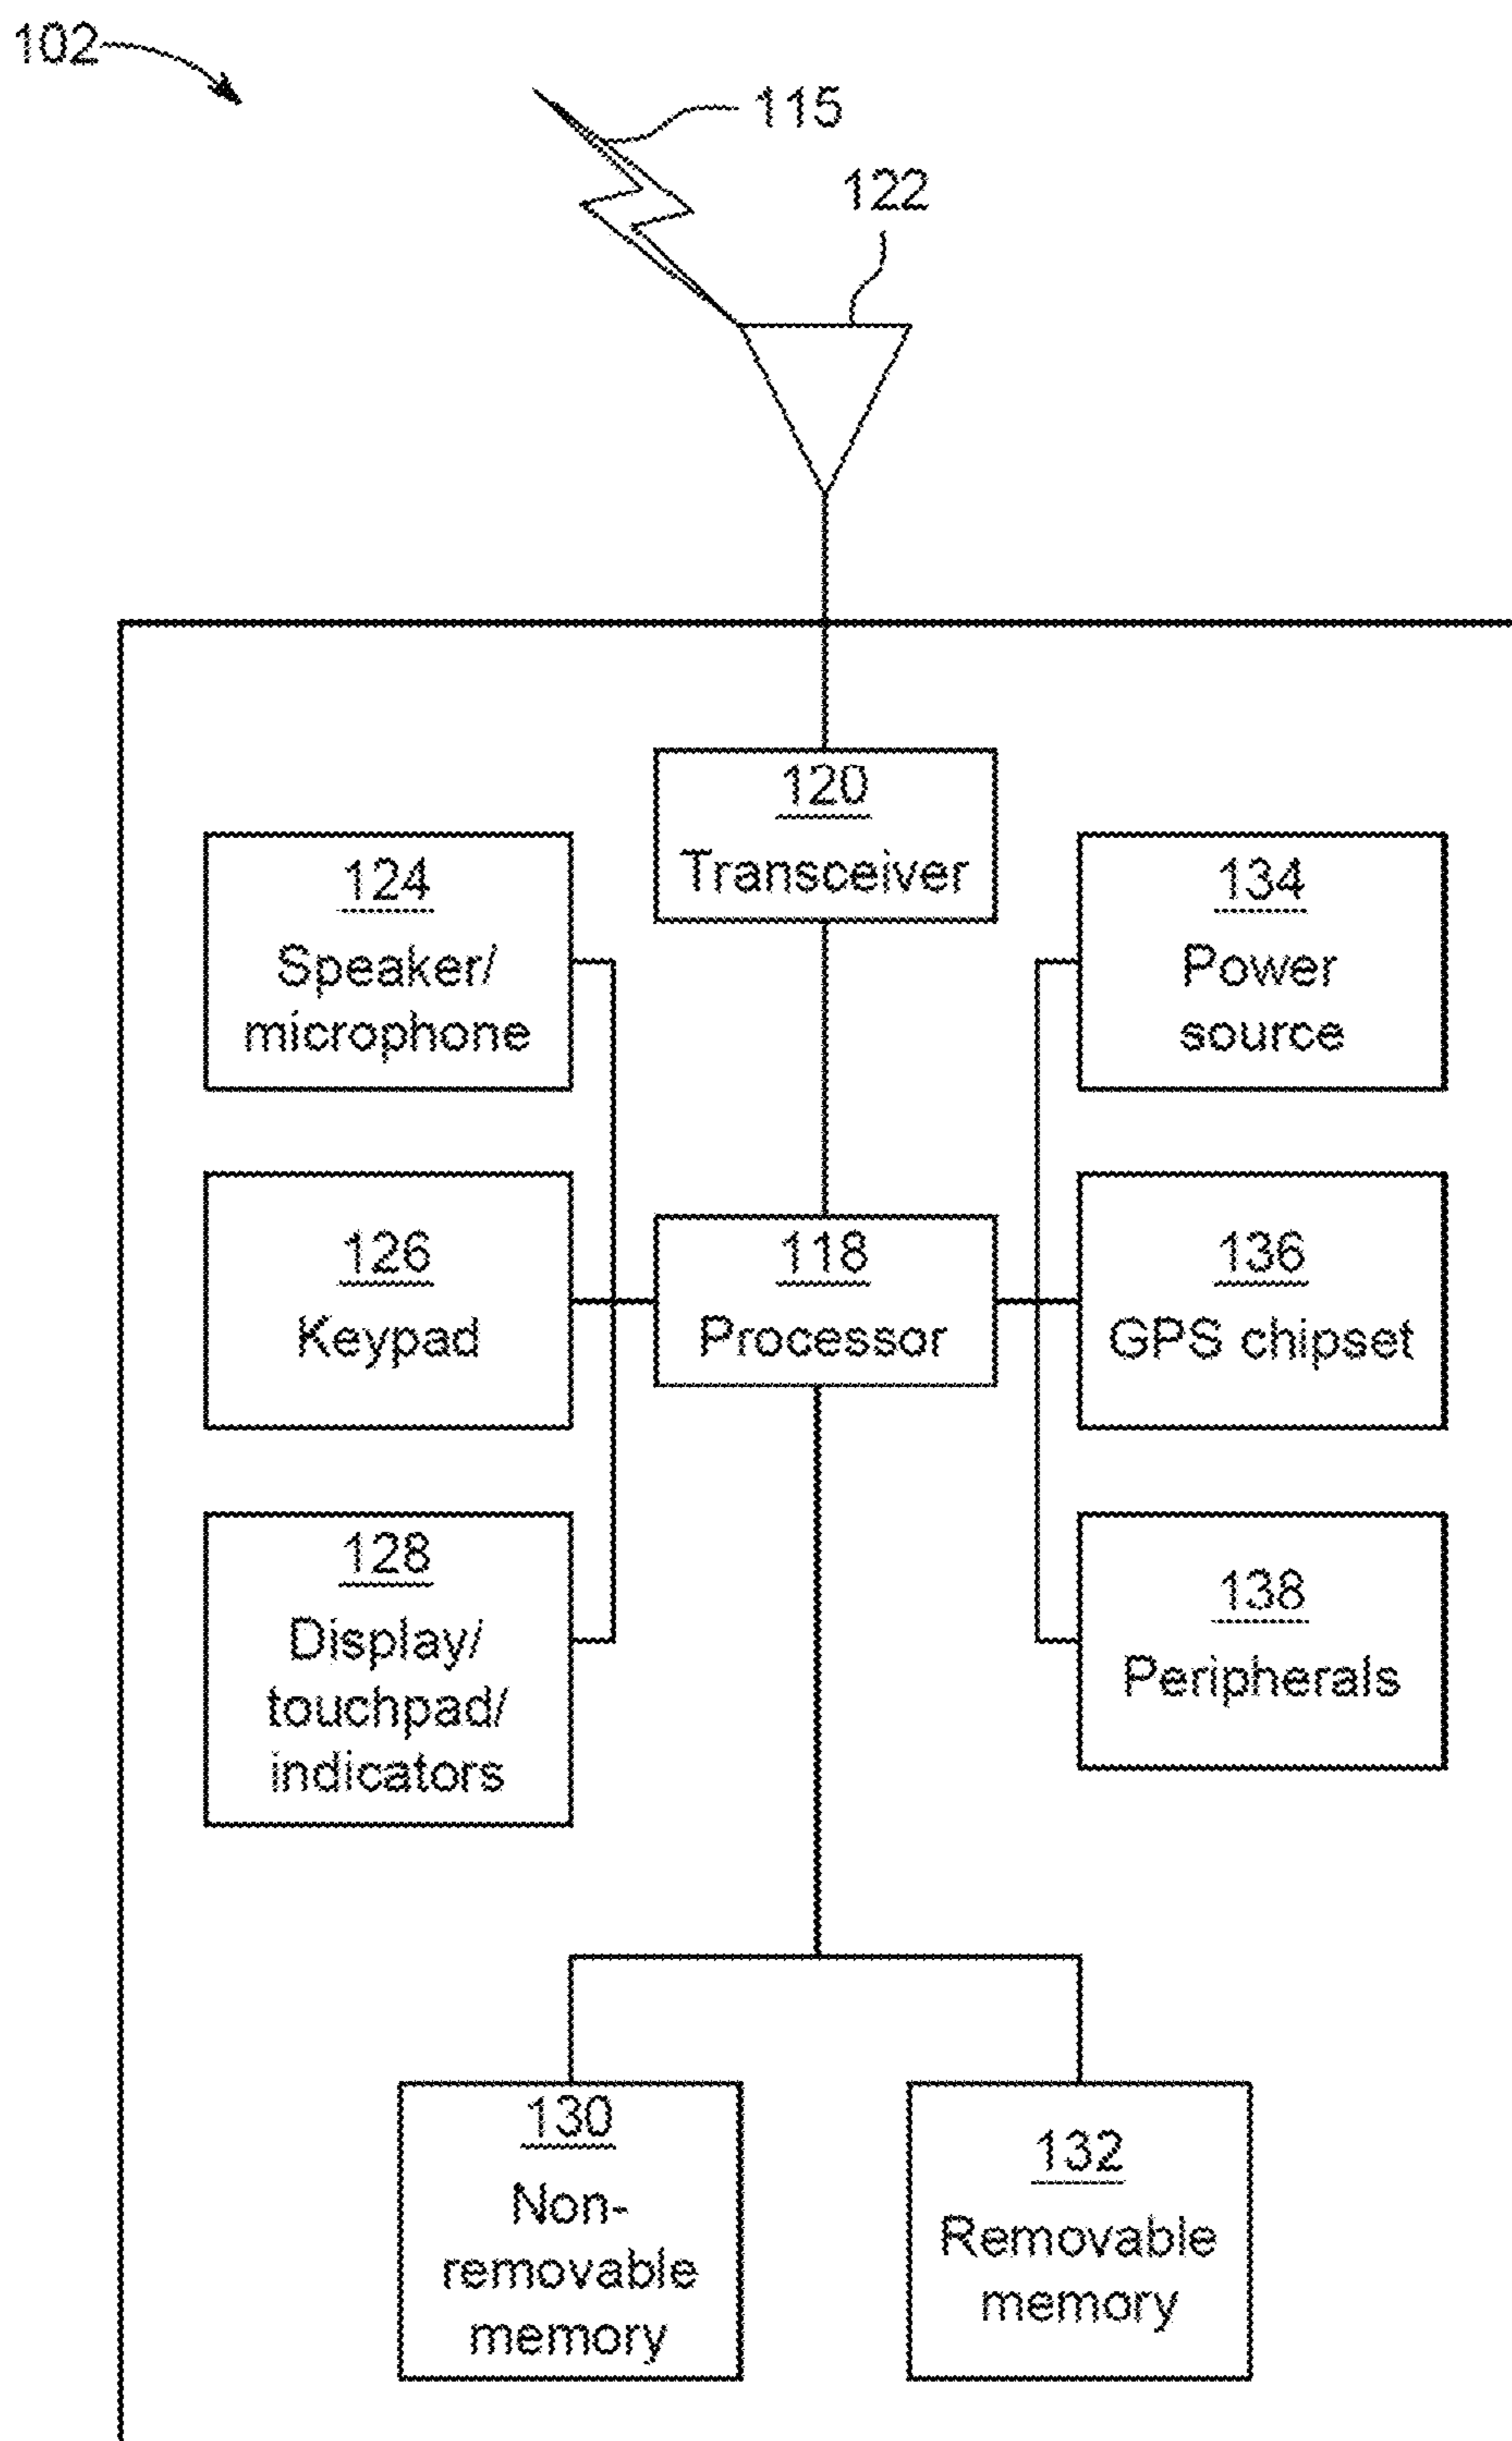 102
115
122
120
Transceiver
124
Speaker/
microphone
134
Power
source
126
Keypad
118
Processor
136
GPS chipset
128
Display/
touchpad/
indicators
138
Peripherals
130
Non-
removable
memory
132
Removable
memory